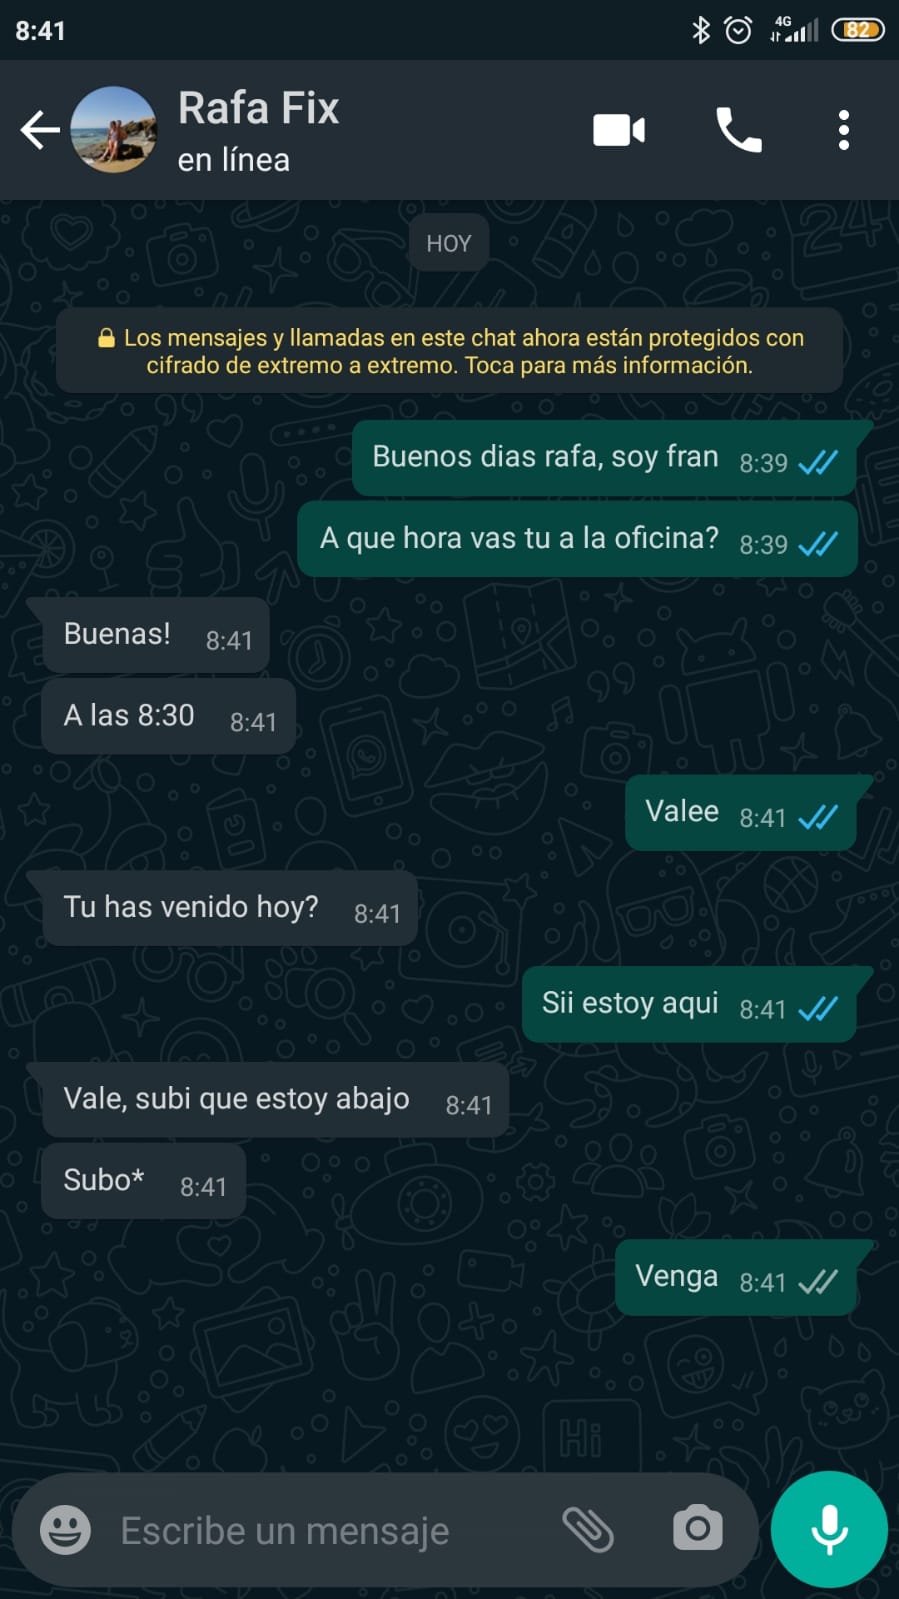 8:41
4G
82
Rafa Fix
en línea
HOY
Los mensajes y llamadas en este chat ahora están protegidos con
cifrado de extremo a extremo. Toca para más información.
Buenos dias rafa, soy fran 8:39
A que hora vas tu a la oficina? 8:39
Buenas! 8:41
A las 8:30 8:41
Valee 8:41
Tu has venido hoy? 8:41
Sii estoy aqui 8:41
Vale, subi que estoy abajo 8:41
Subo* 8:41
Venga 8:41
Hi
Escribe un mensaje